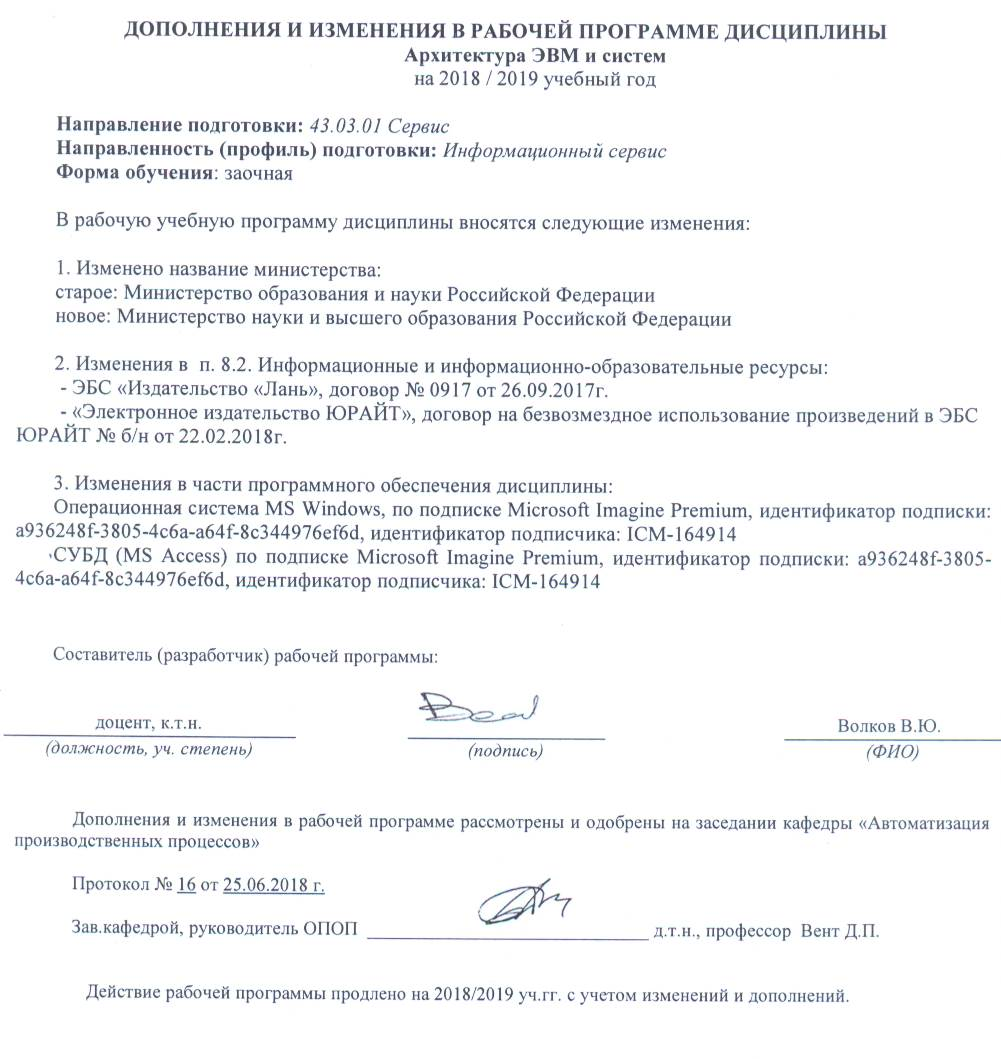 ДОПОЛНЕНИЯ И ИЗМЕНЕНИЯ В РАБОЧЕЙ ПРОГРАММЕ ДИСЦИПЛИНЫ
Архитектура ЭВМ и систем
на 2018 / 2019 учебный год
Направление подготовки: 43.03.01 Сервис
Направленность (профиль) подготовки: Информационный сервис
Форма обучения: заочная
В рабочую учебную программу дисциплины вносятся следующие изменения:
1. Изменено название министерства:
старое: Министерство образования и науки Российской Федерации
новое: Министерство науки и высшего образования Российской Федерации
2. Изменения в п. 8.2. Информационные и информационно-образовательные ресурсы:
- ЭБС «Издательство «Лань», договор № 0917 от 26.09.2017г.
- «Электронное издательство ЮРАЙТ», договор на безвозмездное использование произведений в ЭБС
ЮРАЙТ № б/н от 22.02.2018г.
3. Изменения в части программного обеспечения дисциплины:
Операционная система MS Windows, по подписке Microsoft Imagine Premium, идентификатор подписки:
a936248f-3805-4c6a-a64f-8c344976ef6d, идентификатор подписчика: ICM-164914
СУБД (MS Access) по подписке Microsoft Imagine Premium, идентификатор подписки: a936248f-3805-
4c6a-a64f-8c344976ef6d, идентификатор подписчика: ICM-164914
Составитель (разработчик) рабочей программы:
доцент, к.т.н. Волков В.Ю.
(должность, уч. степень) (подпись) (ФИО)
Дополнения и изменения в рабочей программе рассмотрены и одобрены на заседании кафедры «Автоматизация
производственных процессов»
Протокол № 16 от 25.06.2018 г.
Зав.кафедрой, руководитель ОПОП д.т.н., профессор Вент Д.П.
Действие рабочей программы продлено на 2018/2019 уч.гг. с учетом изменений и дополнений.